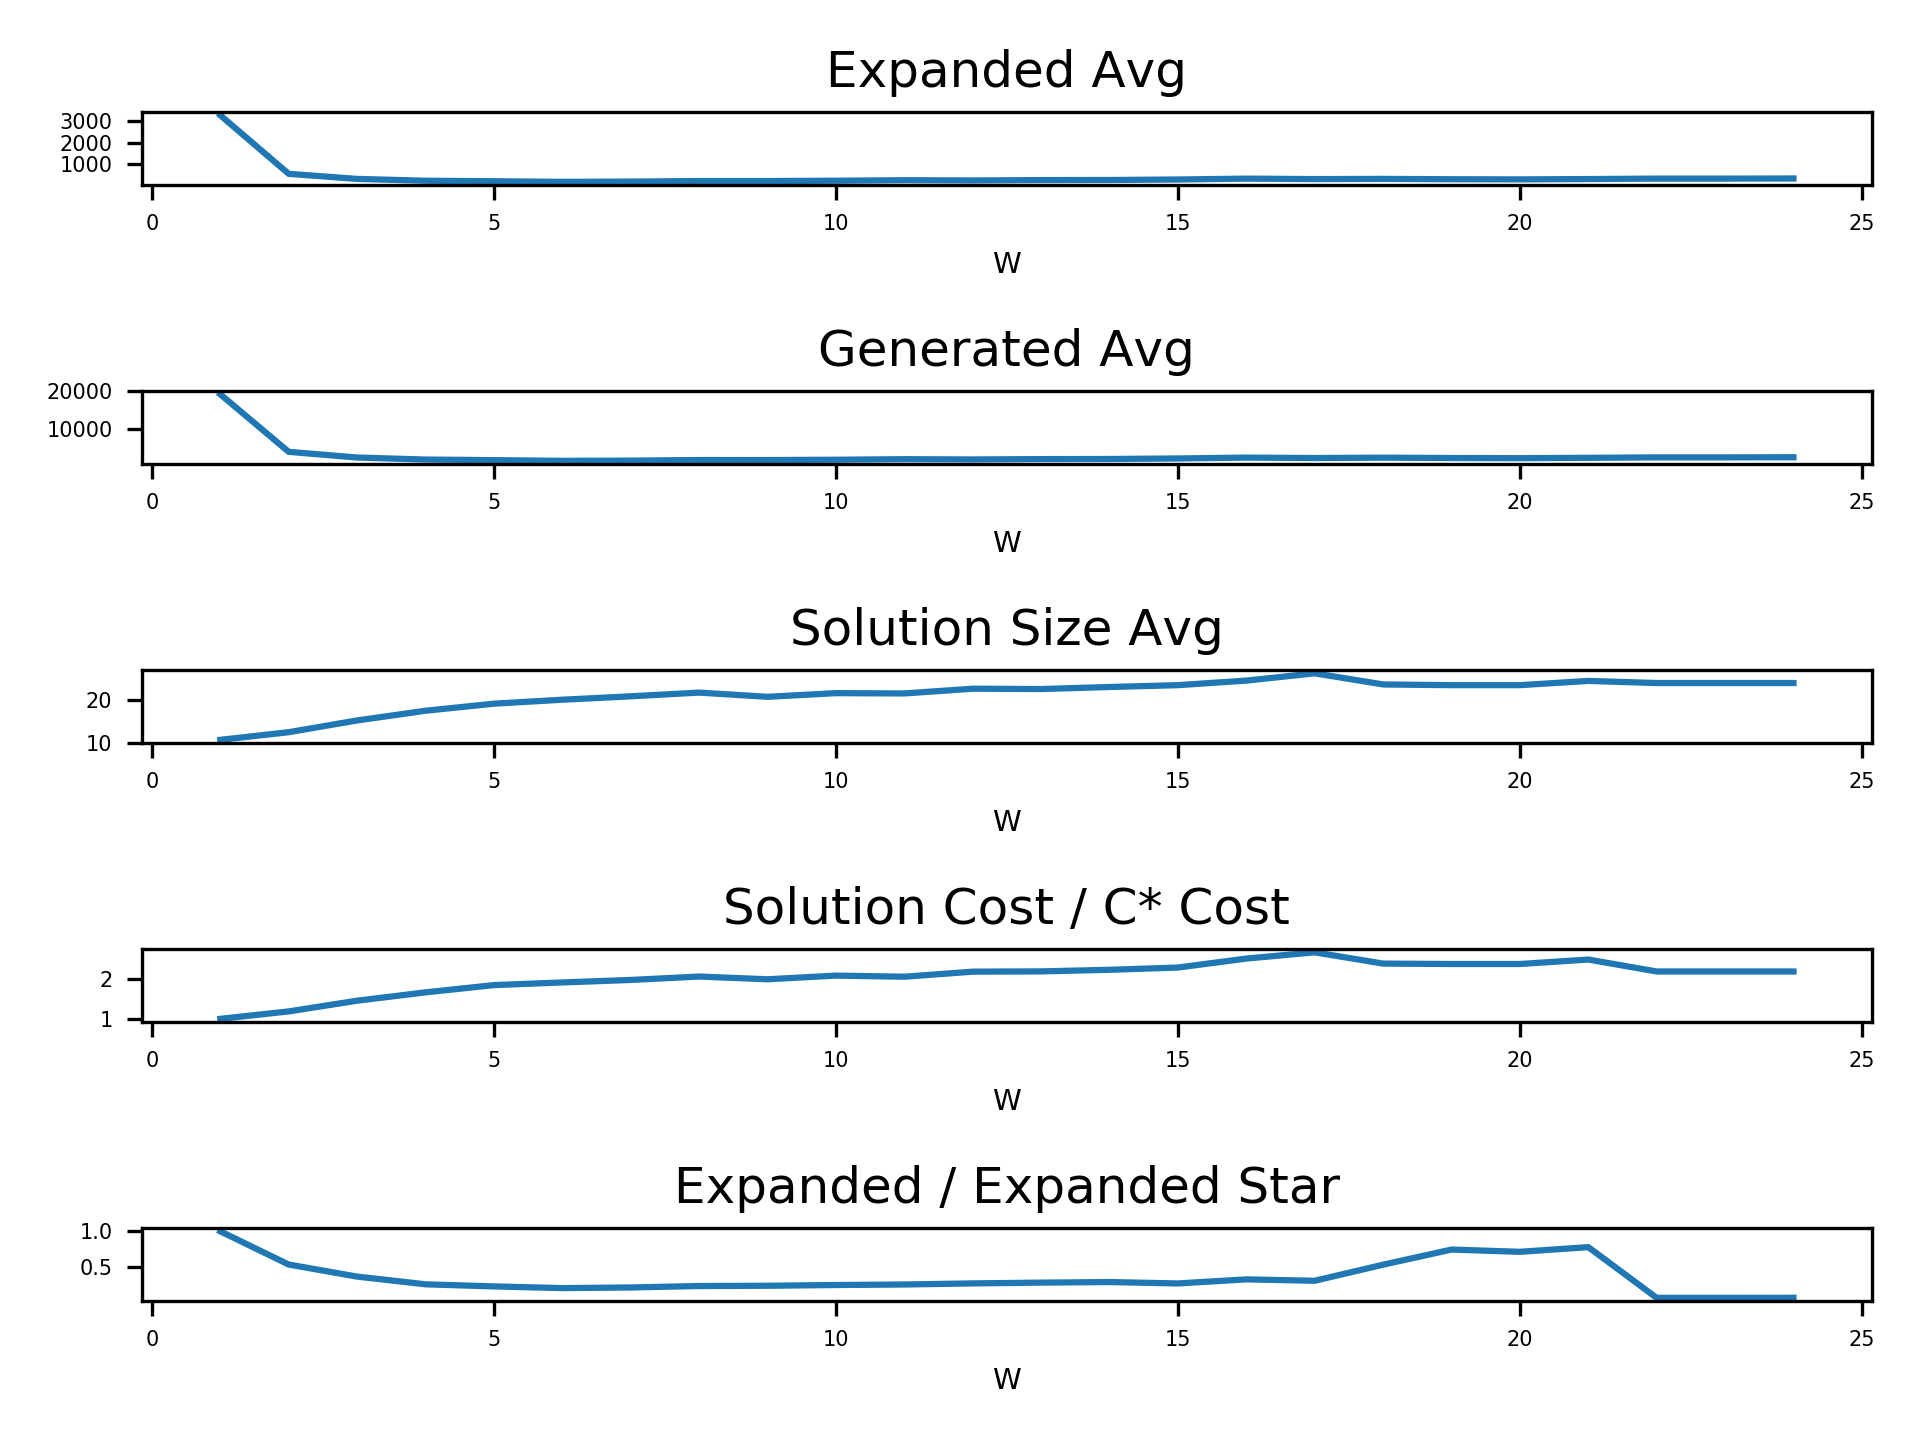 Expanded Avg
3000
2000
1000
0 5 10 15 20 25
W
Generated Avg
20000
10000
0 5 10 15 20 25
W
Solution Size Avg
20
10
0 5 10 15 20 25
W
Solution Cost / C* Cost
2
1
0 5 10 15 20 25
W
Expanded / Expanded Star
1.0
0.5
0 5 10 15 20 25
W